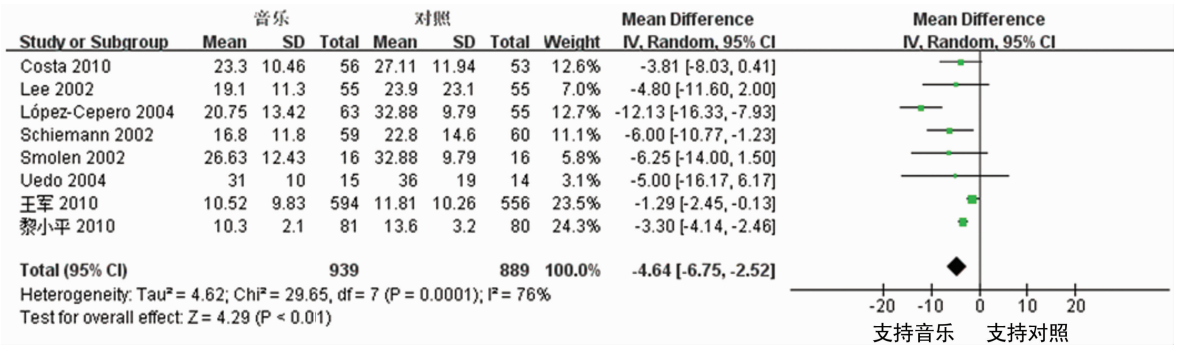 音乐 对照 Mean Difference Mean Difference
Study or Subgroup Mean SD Total Mean SD Total Weight IV, Random, 95% CI IV, Random, 95% CI
Costa 2010 23.3 10.46 56 27.11 11.94 53 12.6% -3.81 [-8.03, 0.41]
Lee 2002 19.1 11.3 55 23.9 23.1 55 7.0% -4.80 [-11.60, 2.00]
López-Cepero 2004 20.75 13.42 63 32.88 9.79 55 13.42 12.6% -12.13 [-16.33, -7.93]
Schiemann 2002 16.8 11.8 59 22.8 14.6 60 11.1% -6.00 [-10.77, -1.23]
Smolen 2002 26.63 12.43 16 32.88 9.79 16 5.8% -6.25 [-14.00, 1.50]
Uedo 2004 31 10 15 36 19 14 3.1% -5.00 [-16.17, 6.17]
王军 2010 10.52 9.83 594 11.81 10.26 556 23.5% -1.29 [-2.45, -0.13]
黎小平 2010 10.3 2.1 81 13.6 3.2 80 24.3% -3.30 [-4.14, -2.46]
Total (95% CI) 939 889 100.0% -4.64 [-6.75, -2.52]
Heterogeneity: Tau² = 4.62; Chi² = 29.65, df = 7 (P = 0.0001); I² = 76%
Test for overall effect: Z = 4.29 (P < 0.01)
-20 -10 0 10 20
支持音乐 支持对照